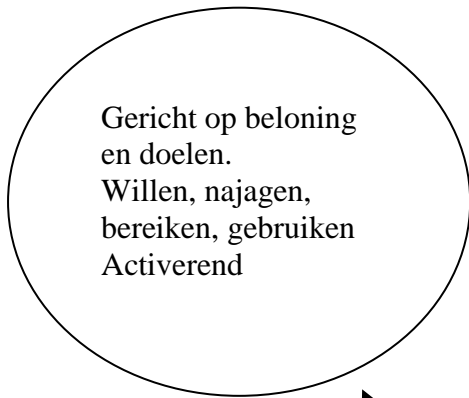 Gericht op beloning
en doelen.
Willen, najagen,
bereiken, gebruiken
Activerend